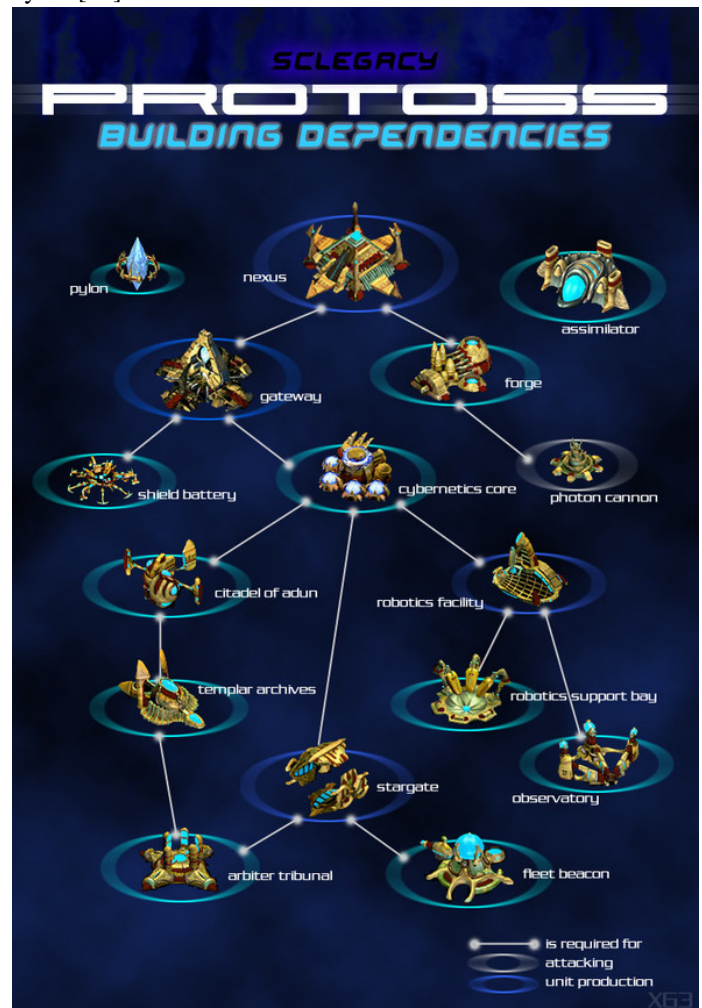 SCLEGACY
PROTOSS
BUILDING DEPENDENCIES
pylon
nexus
assimilator
gateway
forge
shield battery
cybernetics core
photon cannon
citadel of adun
robotics facility
templar archives
robotics support bay
stargate
observatory
arbiter tribunal
fleet beacon
is required for
attacking
unit production
X63